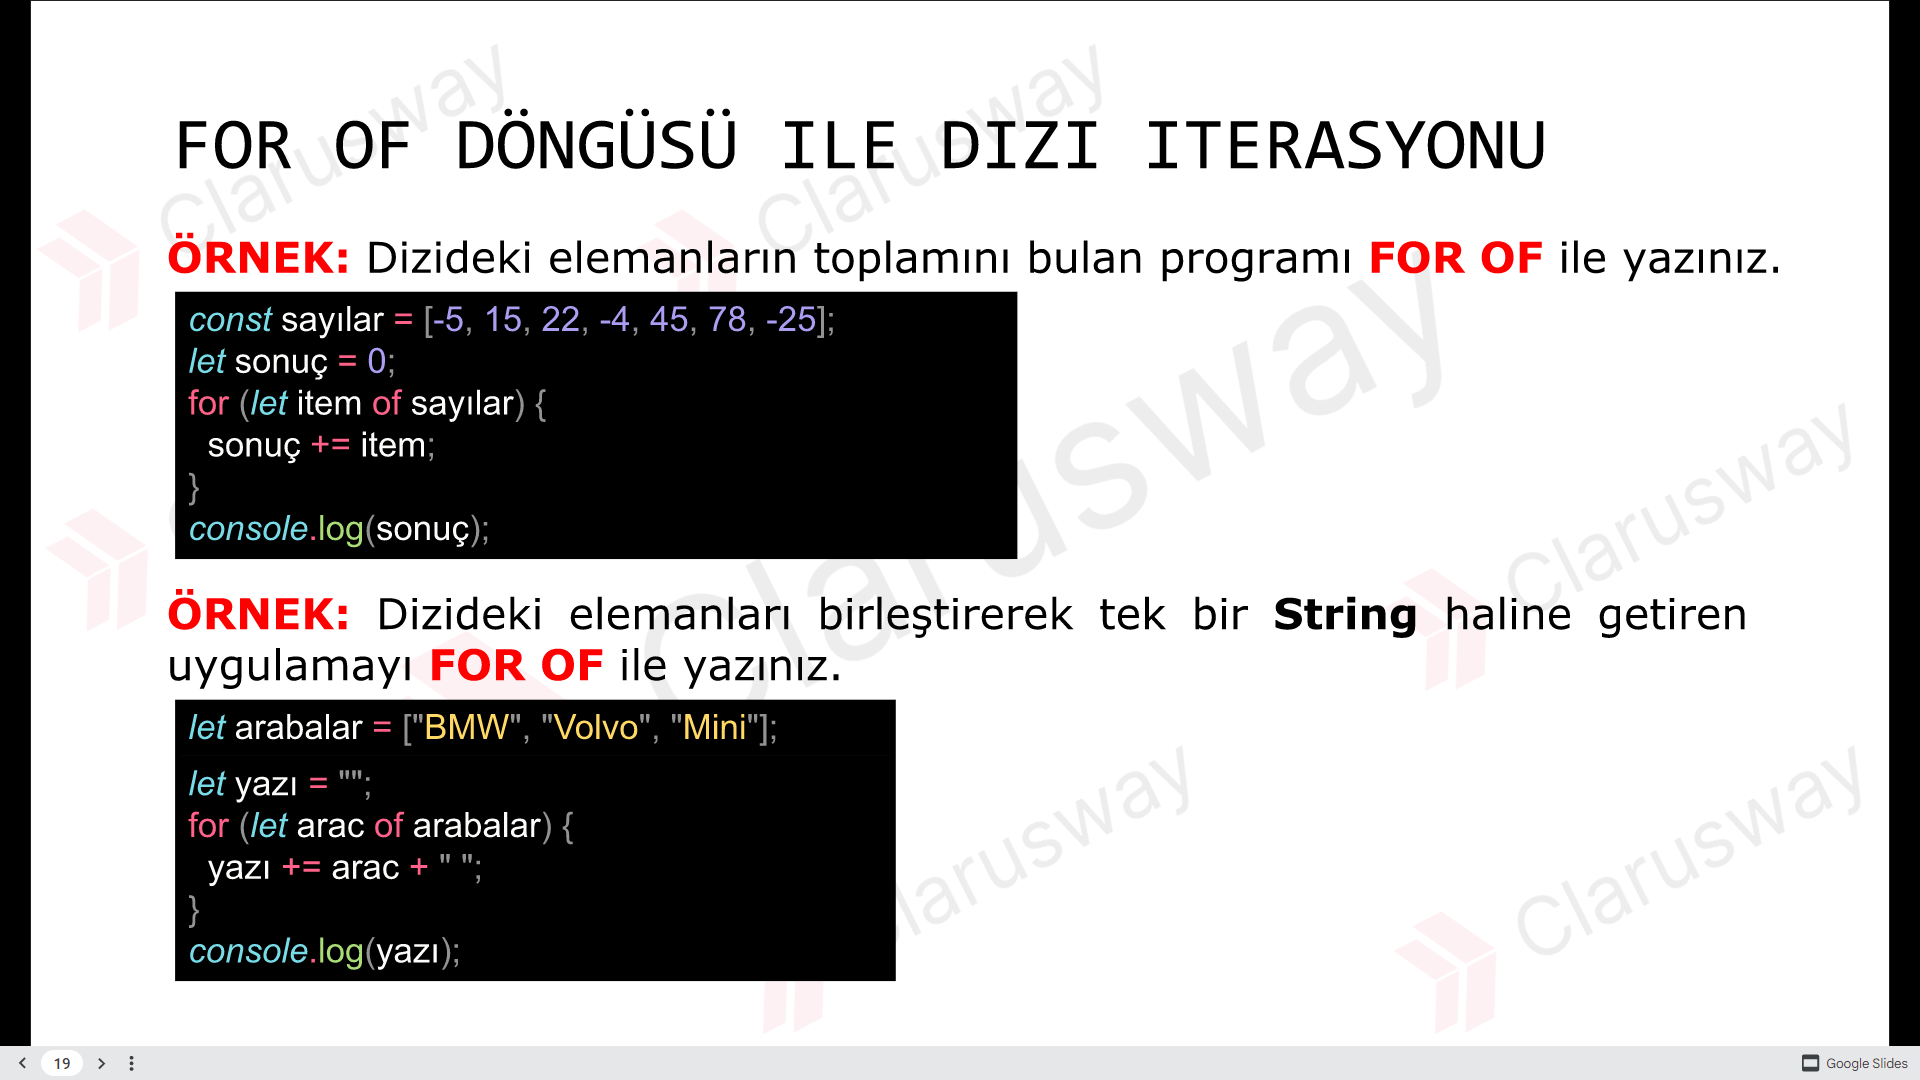 FOR OF DÖNGÜSÜ ILE DIZI ITERASYONU
ÖRNEK: Dizideki elemanların toplamını bulan programı FOR OF ile yazınız.
const sayılar = [-5, 15, 22, -4, 45, 78, -25];
let sonuç = 0;
for (let item of sayılar) {
  sonuç += item;
}
console.log(sonuç);
ÖRNEK: Dizideki elemanları birleştirerek tek bir String haline getiren
uygulamayı FOR OF ile yazınız.
let arabalar = ["BMW", "Volvo", "Mini"];
let yazı = "";
for (let arac of arabalar) {
  yazı += arac + " ";
}
console.log(yazı);
Clarusway
Clarusway
Clarusway
Clarusway
Clarusway
Clarusway
19
Google Slides